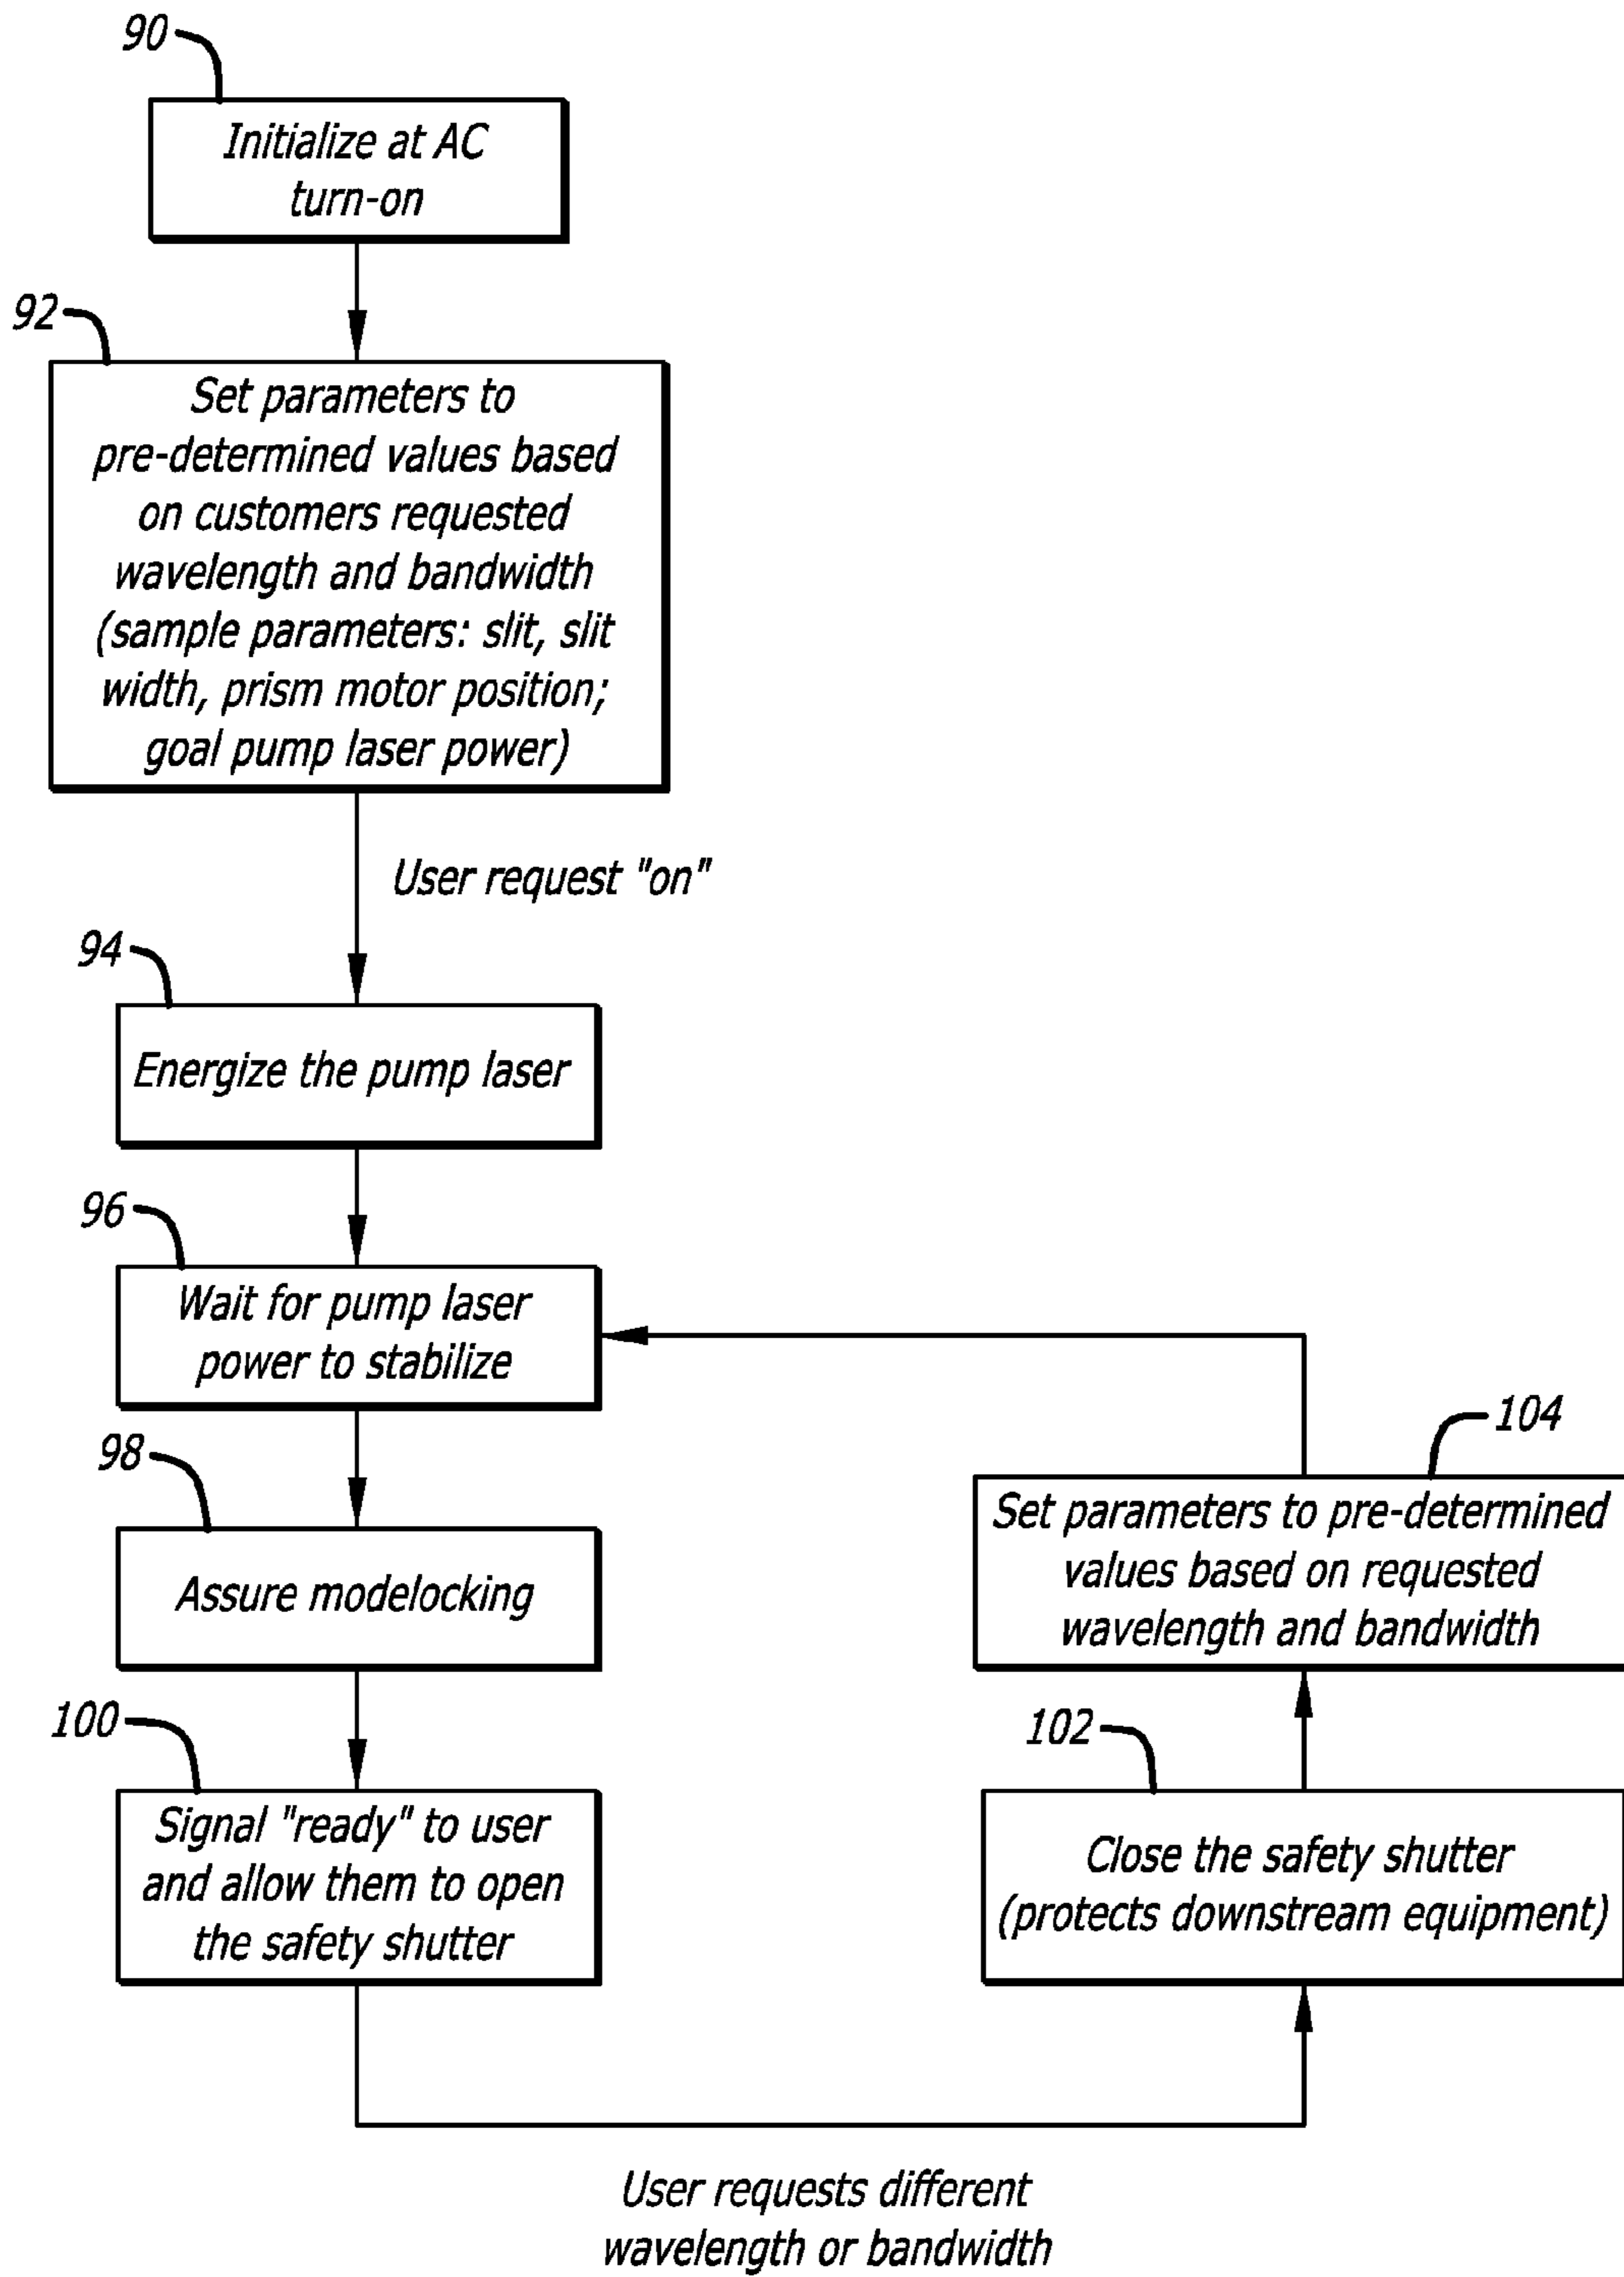 90
Initialize at AC
turn-on
92
Set parameters to
pre-determined values based
on customers requested
wavelength and bandwidth
(sample parameters: slit, slit
width, prism motor position;
goal pump laser power)
User request "on"
94
Energize the pump laser
96
Wait for pump laser
power to stabilize
98
Assure modelocking
100
Signal "ready" to user
and allow them to open
the safety shutter
User requests different
wavelength or bandwidth
102
Close the safety shutter
(protects downstream equipment)
104
Set parameters to pre-determined
values based on requested
wavelength and bandwidth